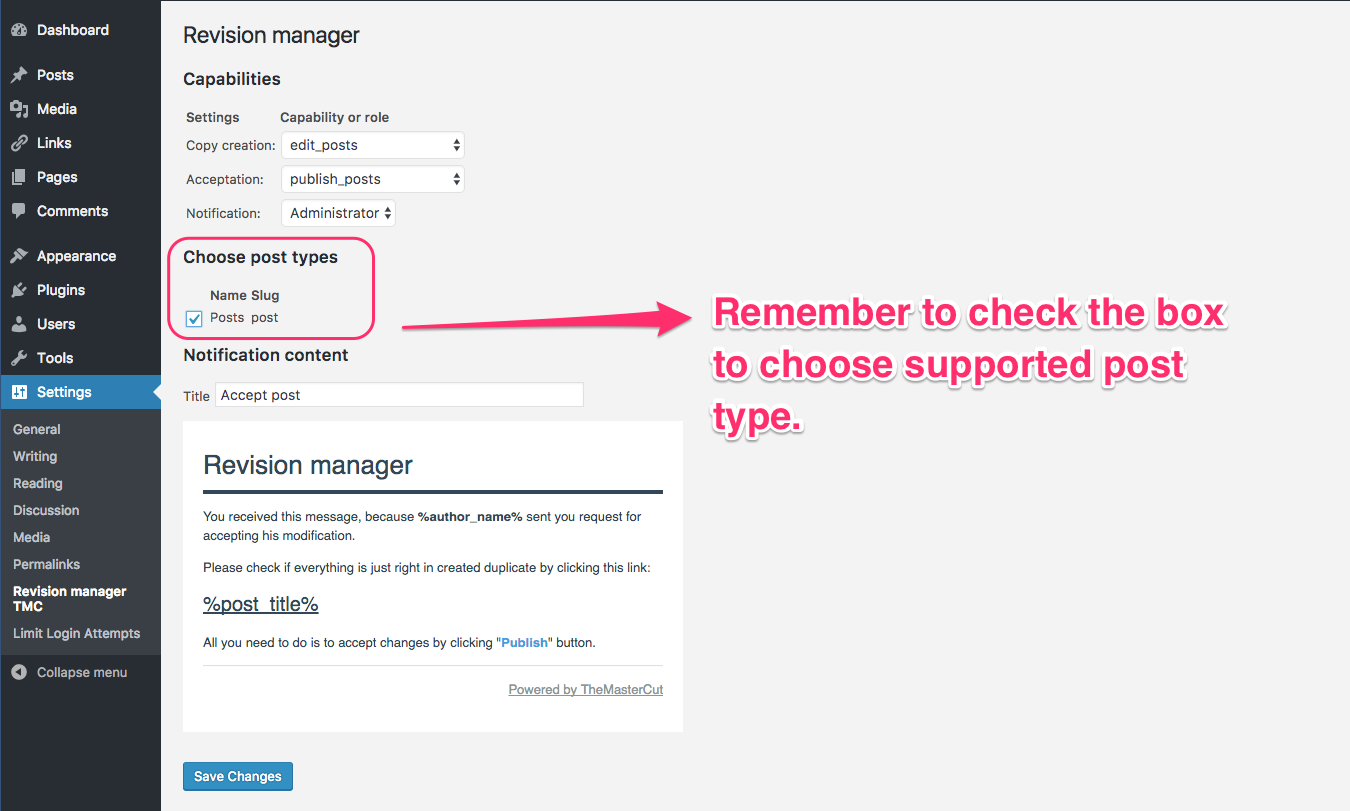 Dashboard
Posts
Media
Links
Pages
Comments
Appearance
Plugins
Users
Tools
Settings
General
Writing
Reading
Discussion
Media
Permalinks
Revision manager
TMC
Limit Login Attempts
Collapse menu
Revision manager
Capabilities
Settings Capability or role
Copy creation: edit_posts
Acceptation: publish_posts
Notification: Administrator
Choose post types
Name Slug
Posts post
Remember to check the box
to choose supported post
type.
Notification content
Title Accept post
Revision manager
You received this message, because %author_name% sent you request for
accepting his modification.
Please check if everything is just right in created duplicate by clicking this link:
%post_title%
All you need to do is to accept changes by clicking "Publish" button.
Powered by TheMasterCut
Save Changes